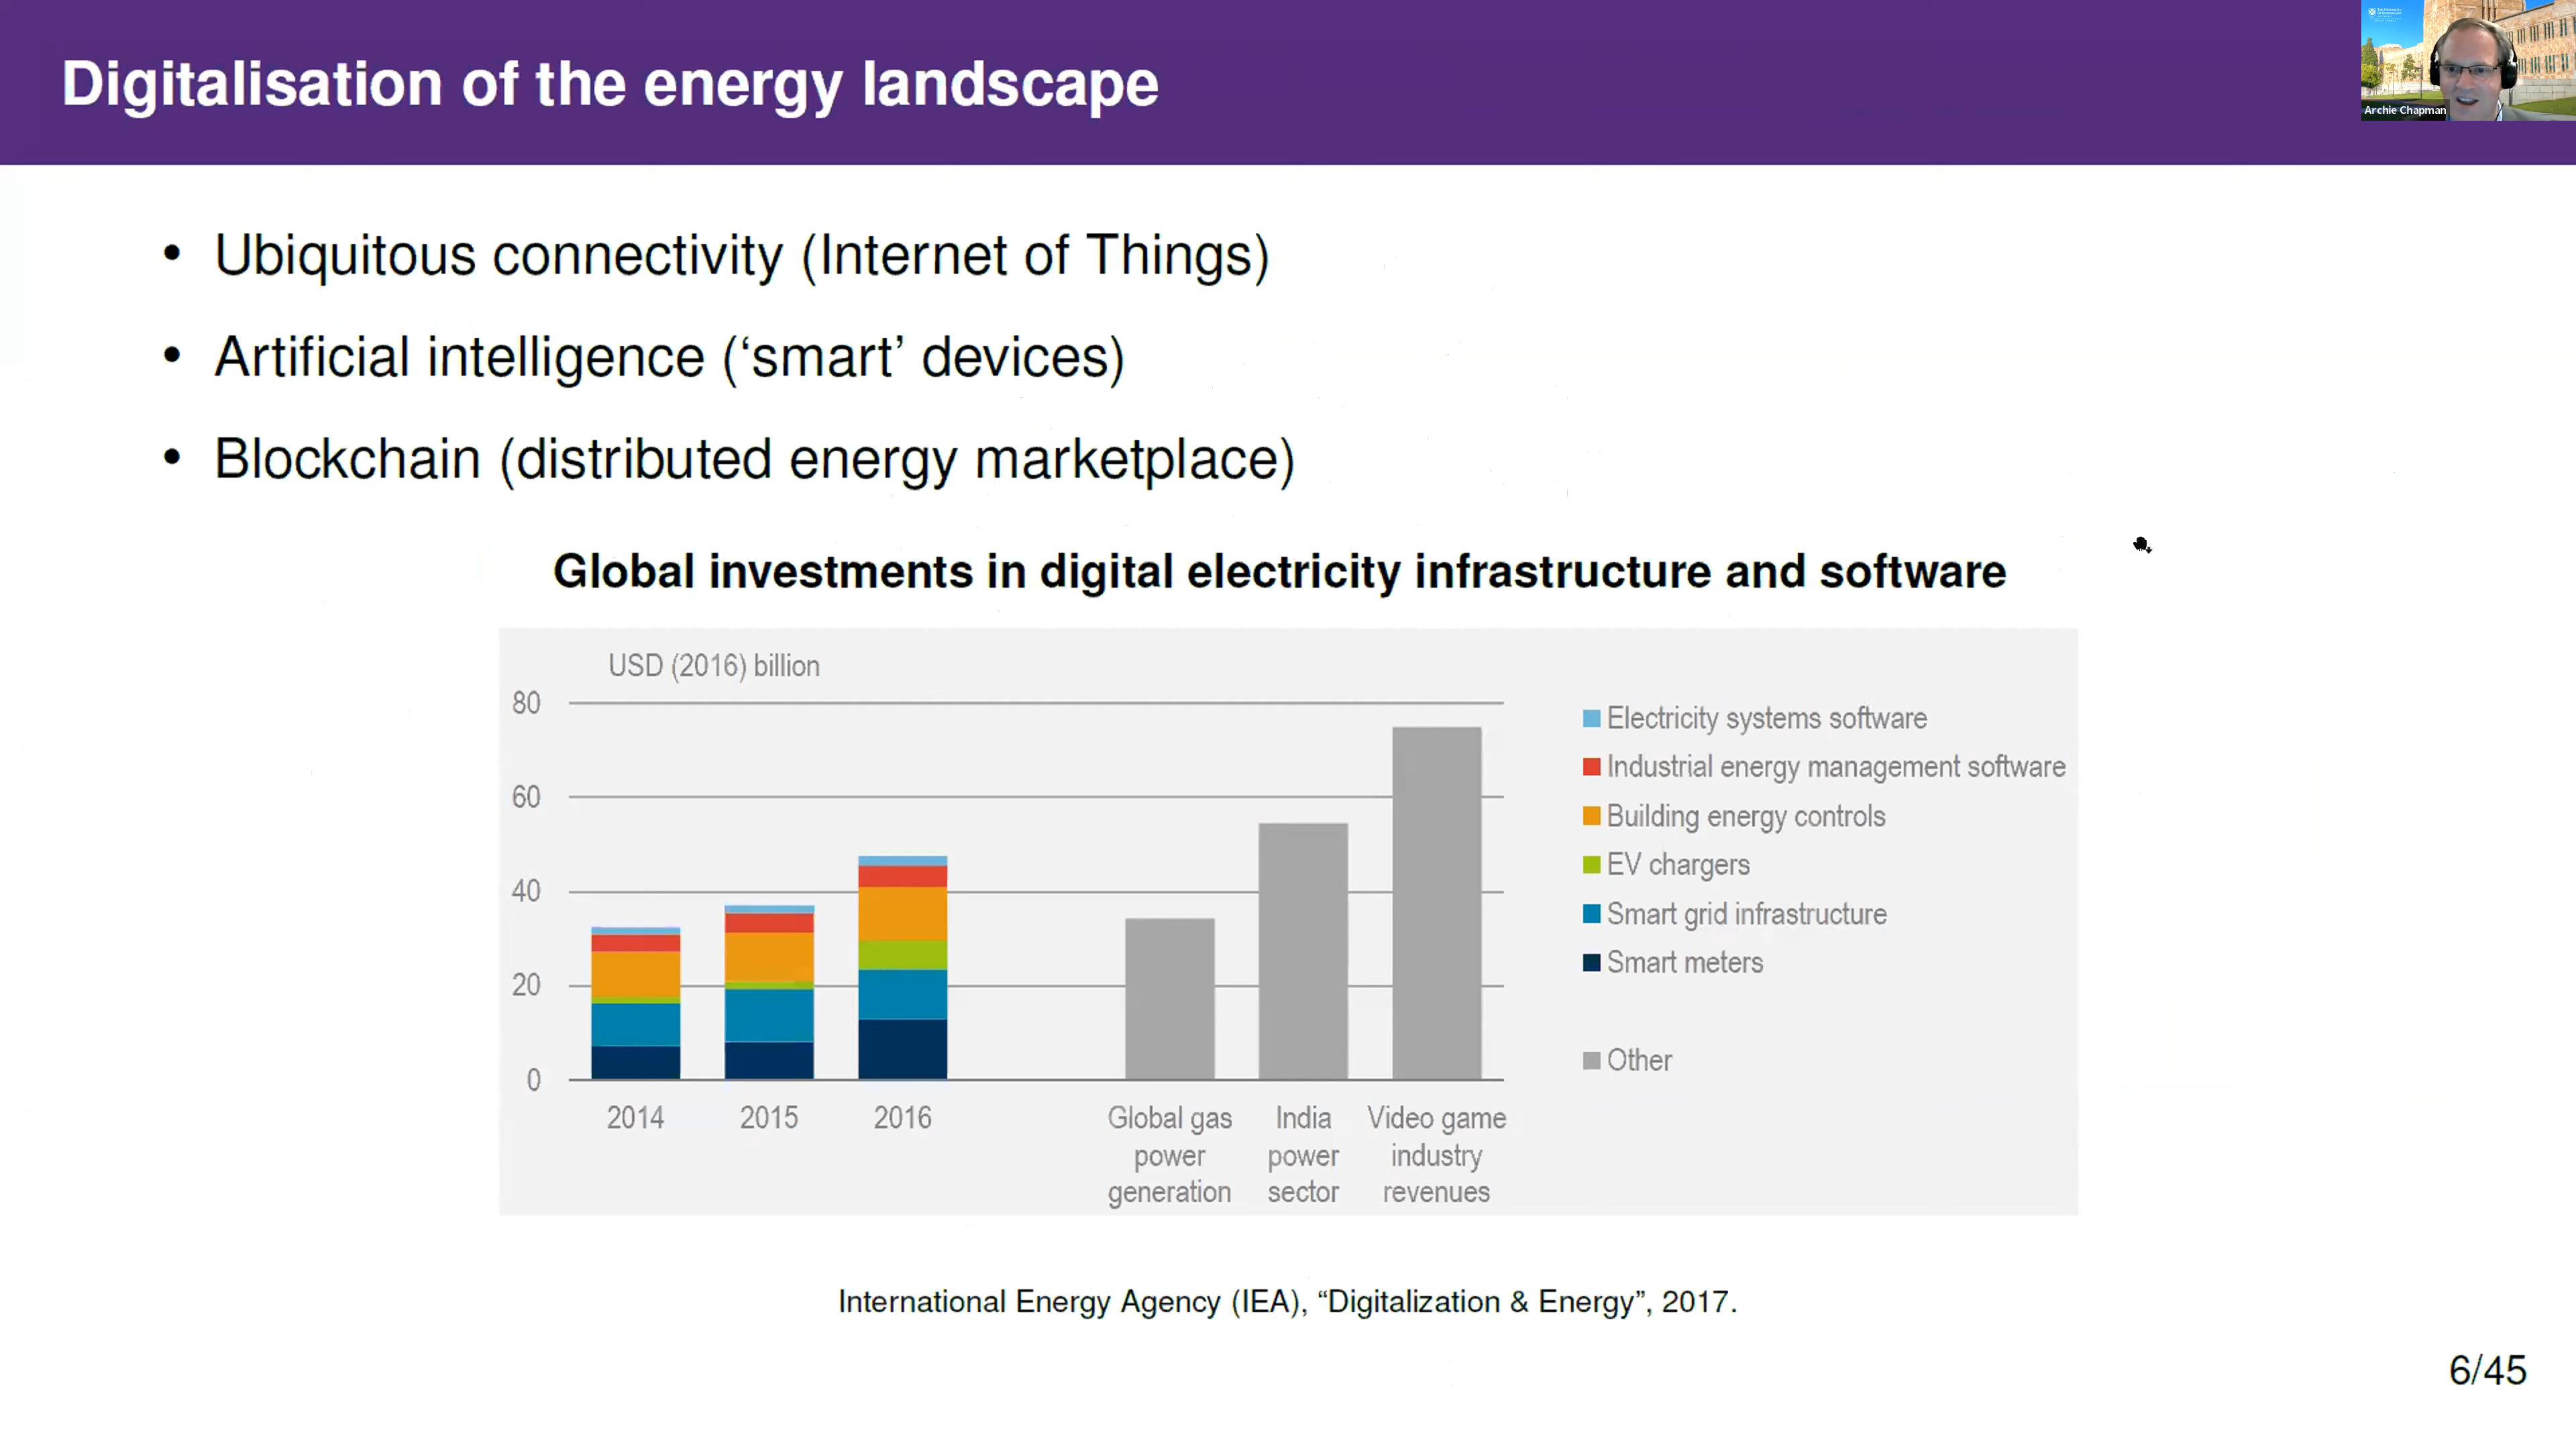 Digitalisation of the energy landscape
Archie Chapman
• Ubiquitous connectivity (Internet of Things)
• Artificial intelligence (‘smart’ devices)
• Blockchain (distributed energy marketplace)
Global investments in digital electricity infrastructure and software
USD (2016) billion
80
60
40
20
0
2014
2015
2016
Global gas
power
generation
India
power
sector
Video game
industry
revenues
Electricity systems software
Industrial energy management software
Building energy controls
EV chargers
Smart grid infrastructure
Smart meters
Other
International Energy Agency (IEA), “Digitalization & Energy”, 2017.
6/45